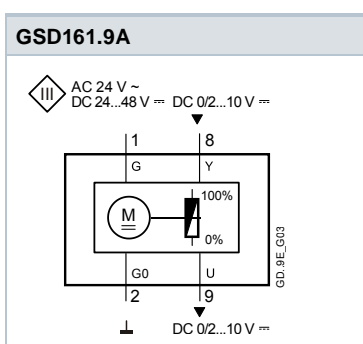 GSD161.9A
III
AC 24 V ~
DC 24...48 V ⎓ DC 0/2...10 V ⎓
1 8
G Y
100%
M
0%
G0 U
2 9
DC 0/2...10 V ⎓
GD..9E_G03